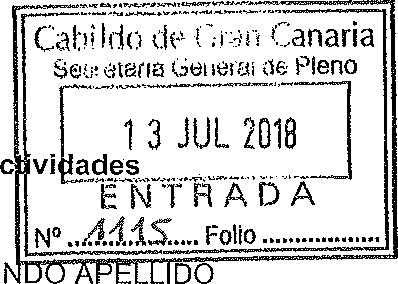 Cabildo de Gran Canaria
Secretaría General de Pleno
13 JUL 2018
ctividades
ENTRADA
Nº 1115 Folio
NDO APELLIDO